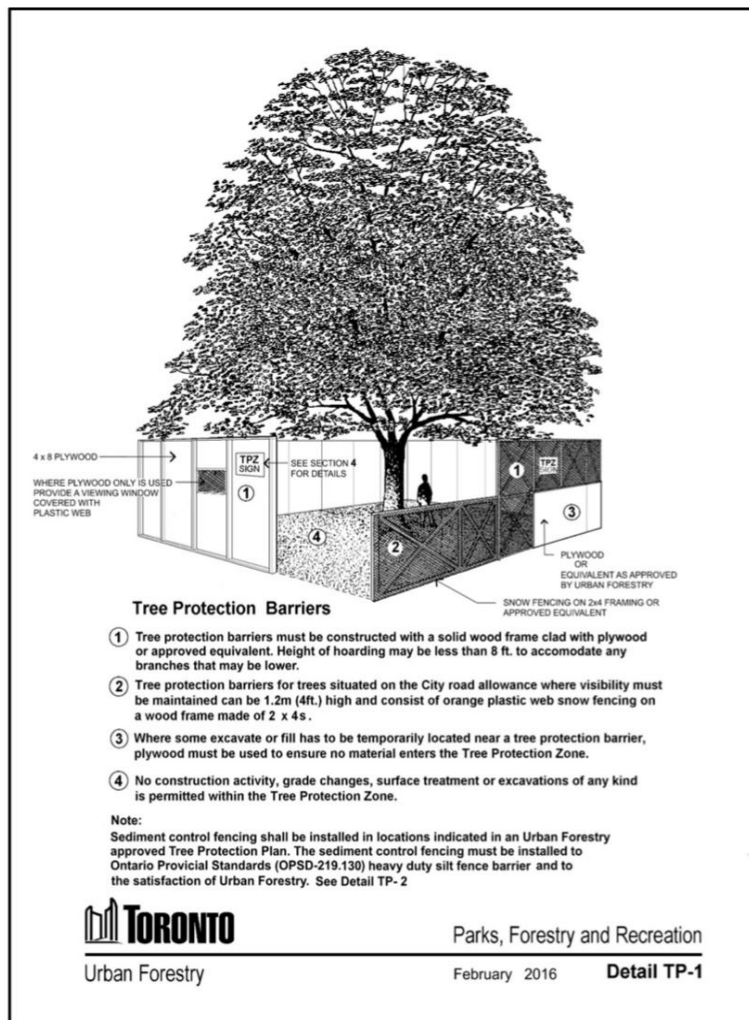 4 x 8 PLYWOOD
WHERE PLYWOOD ONLY IS USED
PROVIDE A VIEWING WINDOW
COVERED WITH
PLASTIC WEB
TPZ
SIGN
1
SEE SECTION 4
FOR DETAILS
4
2
1
TPZ
SIGN
3
PLYWOOD
OR
EQUIVALENT AS APPROVED
BY URBAN FORESTRY
SNOW FENCING ON 2x4 FRAMING OR
APPROVED EQUIVALENT
Tree Protection Barriers
1 Tree protection barriers must be constructed with a solid wood frame clad with plywood
or approved equivalent. Height of hoarding may be less than 8 ft. to accomodate any
branches that may be lower.
2 Tree protection barriers for trees situated on the City road allowance where visibility must
be maintained can be 1.2m (4ft.) high and consist of orange plastic web snow fencing on
a wood frame made of 2 x 4s.
3 Where some excavate or fill has to be temporarily located near a tree protection barrier,
plywood must be used to ensure no material enters the Tree Protection Zone.
4 No construction activity, grade changes, surface treatment or excavations of any kind
is permitted within the Tree Protection Zone.
Note:
Sediment control fencing shall be installed in locations indicated in an Urban Forestry
approved Tree Protection Plan. The sediment control fencing must be installed to
Ontario Provicial Standards (OPSD-219.130) heavy duty silt fence barrier and to
the satisfaction of Urban Forestry. See Detail TP- 2
TORONTO
Parks, Forestry and Recreation
Urban Forestry
February 2016
Detail TP-1